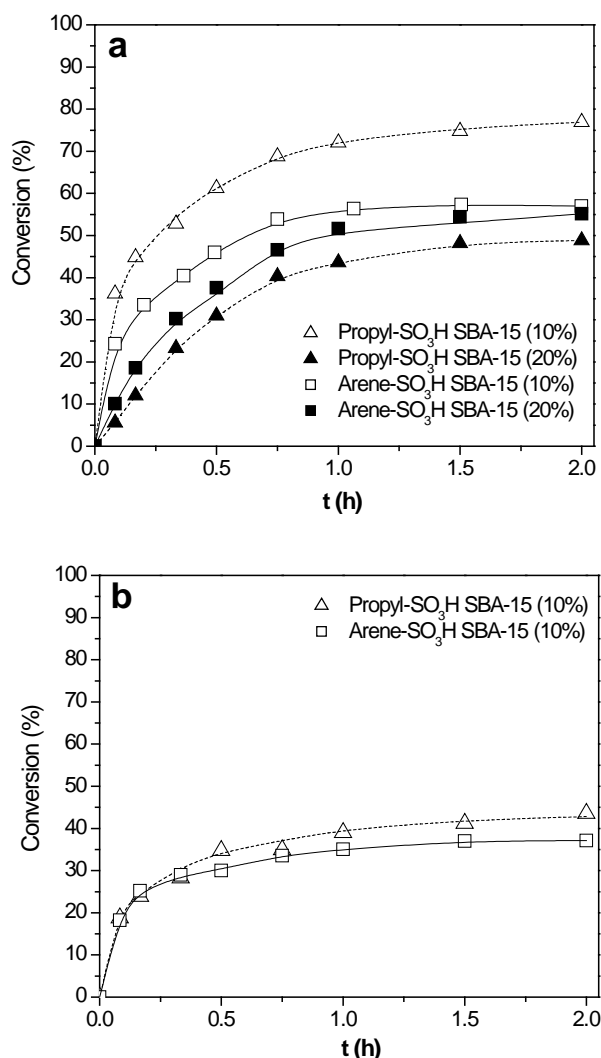 a
100
90
80
70
60
50
40
30
20
10
0
Conversion (%)
Propyl-SO3H SBA-15 (10%)
Propyl-SO3H SBA-15 (20%)
Arene-SO3H SBA-15 (10%)
Arene-SO3H SBA-15 (20%)
0.0 0.5 1.0 1.5 2.0
t (h)
b
100
90
80
70
60
50
40
30
20
10
0
Conversion (%)
Propyl-SO3H SBA-15 (10%)
Arene-SO3H SBA-15 (10%)
0.0 0.5 1.0 1.5 2.0
t (h)